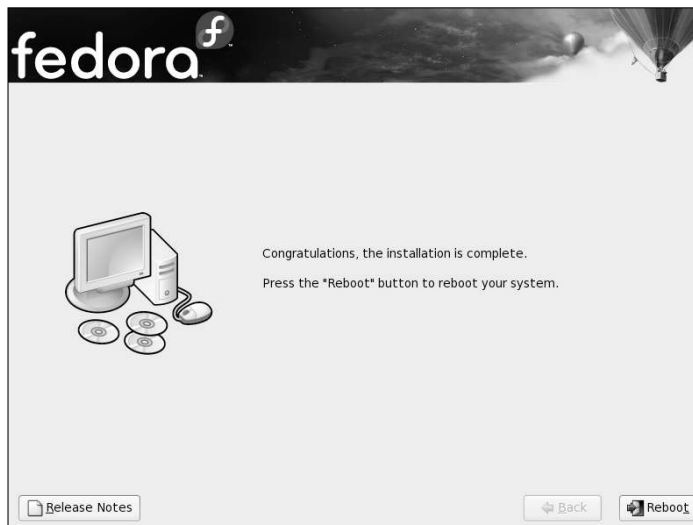 fedora
Congratulations, the installation is complete.
Press the "Reboot" button to reboot your system.
Release Notes
Back
Reboot